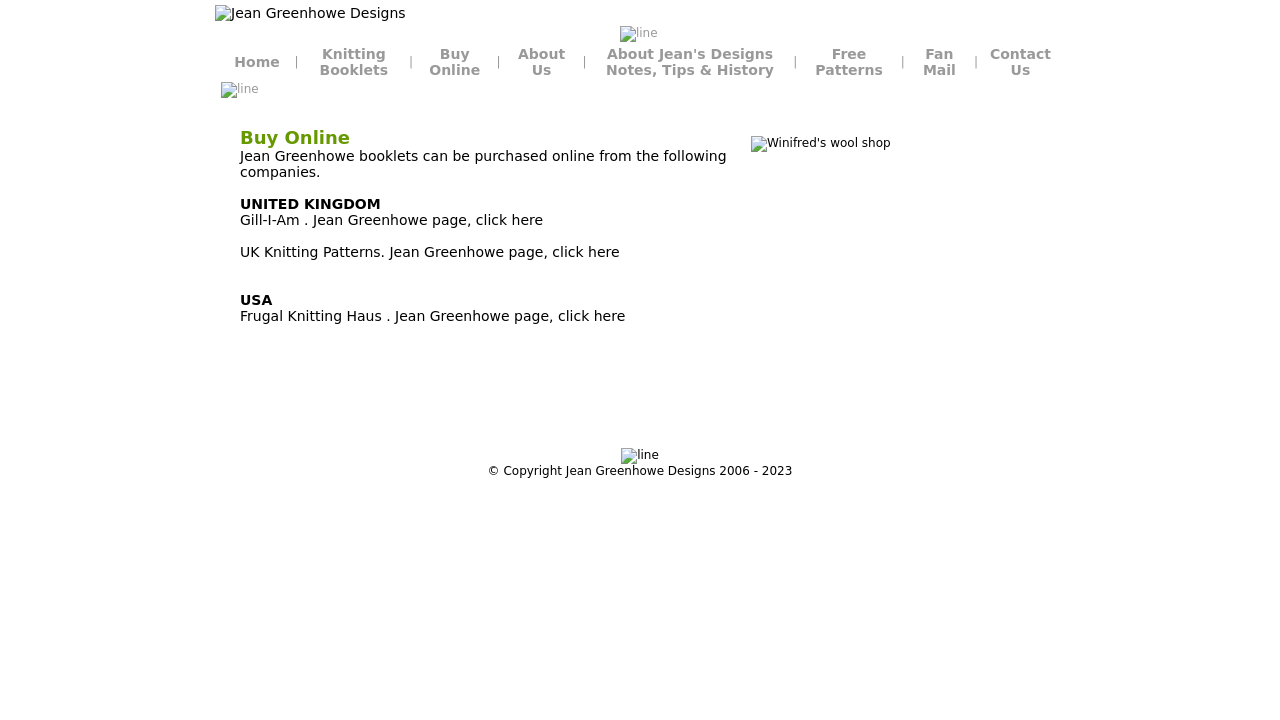 Jean Greenhowe Designs
line
Home | Knitting Booklets | Buy Online | About Us | About Jean's Designs Notes, Tips & History | Free Patterns | Fan Mail | Contact Us
line
Buy Online
Jean Greenhowe booklets can be purchased online from the following
companies.
Winifred's wool shop
UNITED KINGDOM
Gill-I-Am . Jean Greenhowe page, click here
UK Knitting Patterns. Jean Greenhowe page, click here
USA
Frugal Knitting Haus . Jean Greenhowe page, click here
line
© Copyright Jean Greenhowe Designs 2006 - 2023